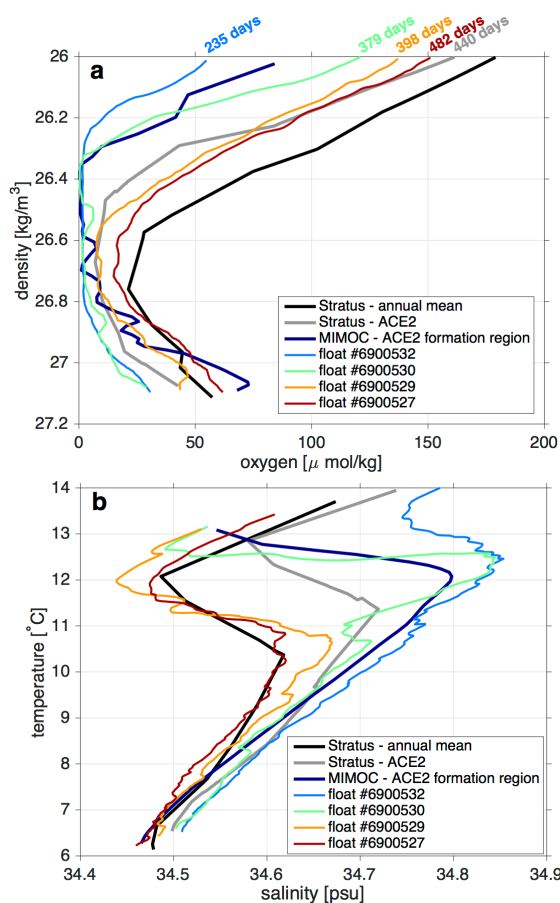 235 days
379 days
398 days
482 days
440 days
a
26
26.2
26.4
26.6
26.8
27
27.2
density [kg/m3]
Stratus - annual mean
Stratus - ACE2
MIMOC - ACE2 formation region
float #6900532
float #6900530
float #6900529
float #6900527
0 50 100 150 200
oxygen [μ mol/kg]
b
14
13
12
11
10
9
8
7
6
temperature [˚C]
Stratus - annual mean
Stratus - ACE2
MIMOC - ACE2 formation region
float #6900532
float #6900530
float #6900529
float #6900527
34.4 34.5 34.6 34.7 34.8 34.9
salinity [psu]